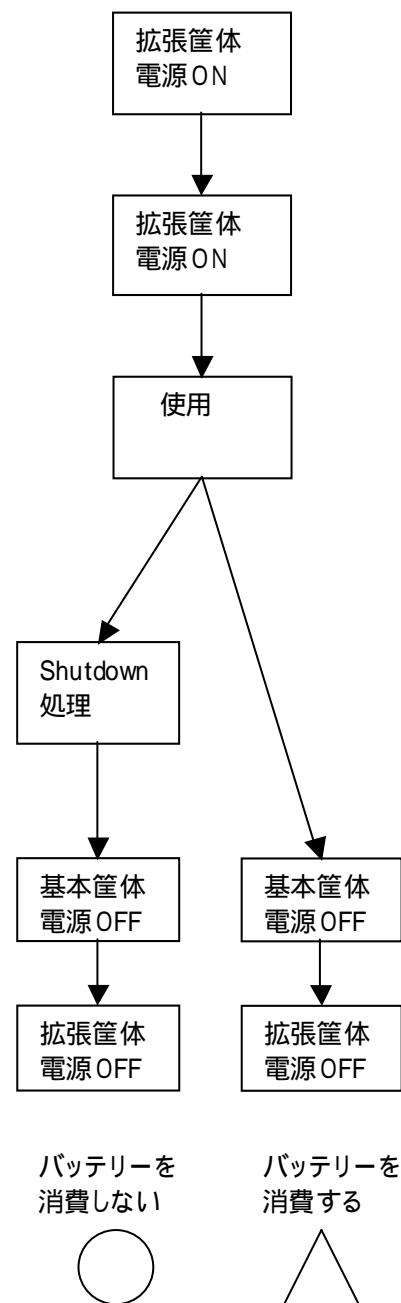 拡張筐体
電源ON
拡張筐体
電源ON
使用
Shutdown
処理
基本筐体
電源OFF
基本筐体
電源OFF
拡張筐体
電源OFF
拡張筐体
電源OFF
バッテリーを
消費しない
バッテリーを
消費する